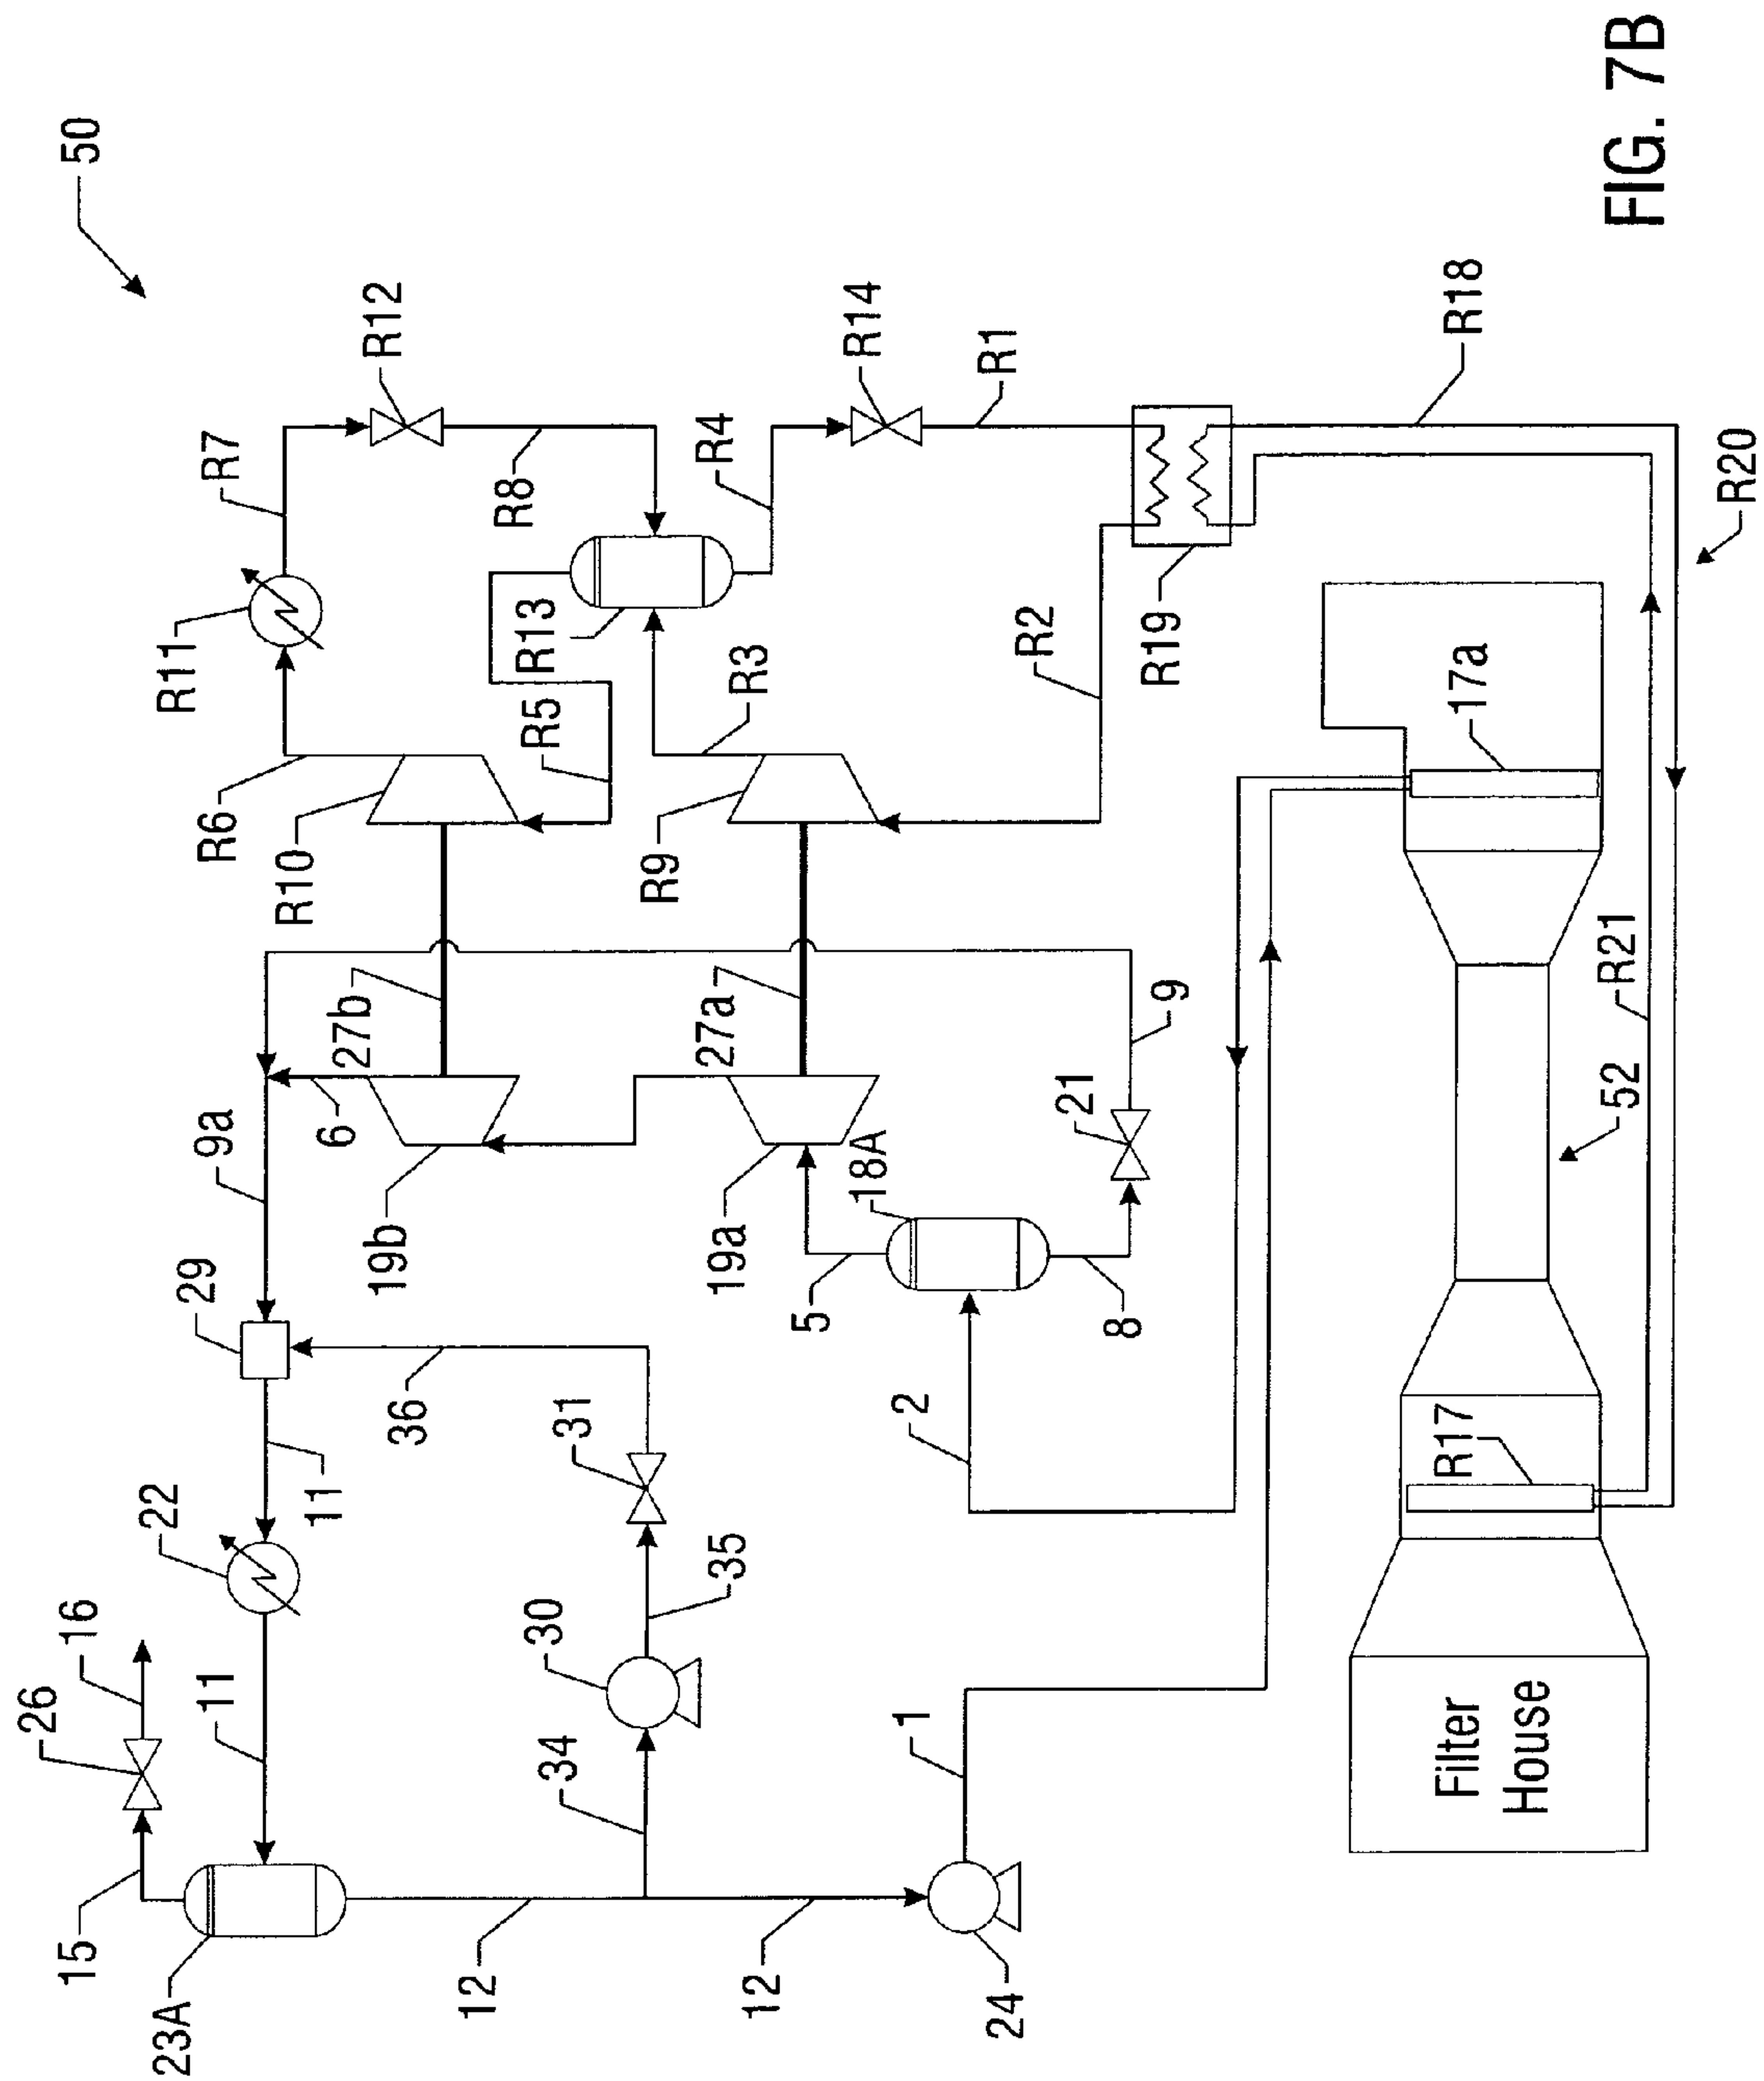 50
R7
R12
R11
R8
R4
R14
R1
R18
R6
R10
R5
R13
R3
R9
R2
R19
R20
17a
R21
9a
6
27b
27a
9
21
52
29
19b
19a
18A
5
8
36
2
31
R17
11
22
35
16
26
11
30
34
1
15
23A
12
12
24
Filter
House
FIG. 7B